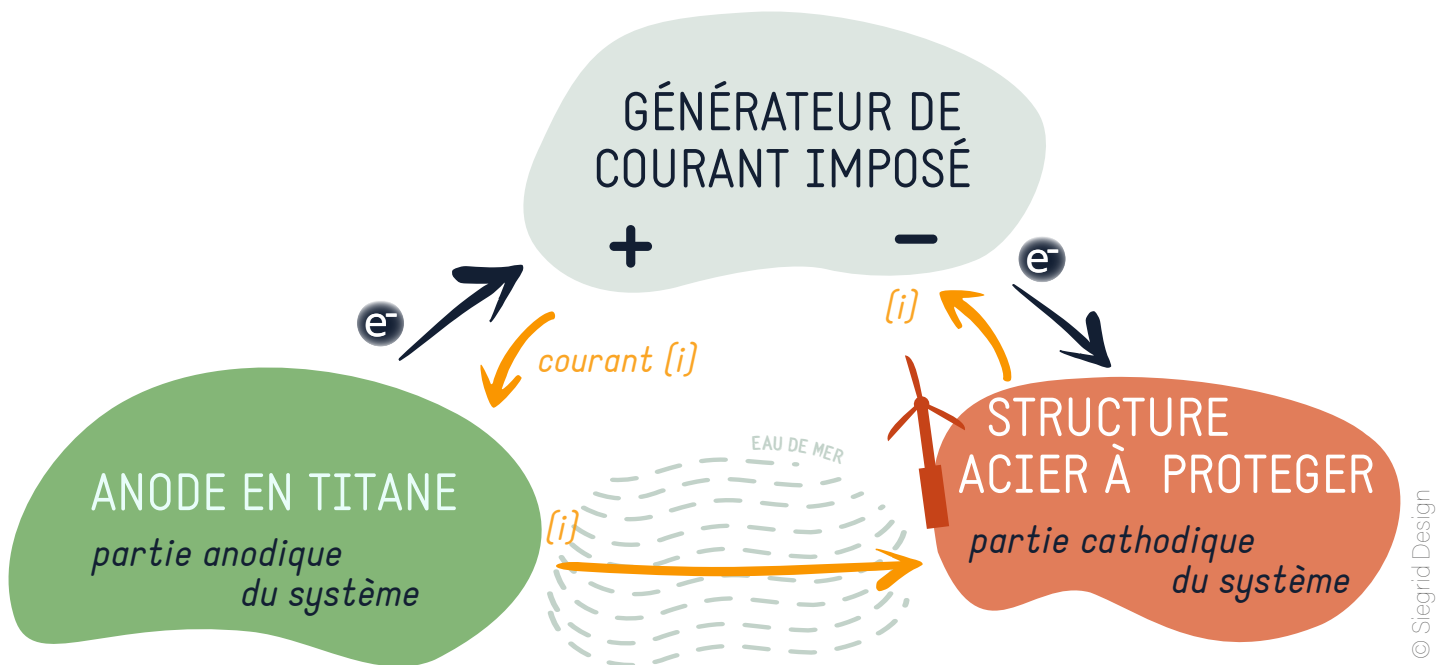 GÉNÉRATEUR DE
COURANT IMPOSÉ
+ −
e-
e-
(i)
courant (i)
EAU DE MER
STRUCTURE
ACIER À PROTEGER
ANODE EN TITANE
(i)
partie anodique
du système
partie cathodique
du système
© Siegrid Design